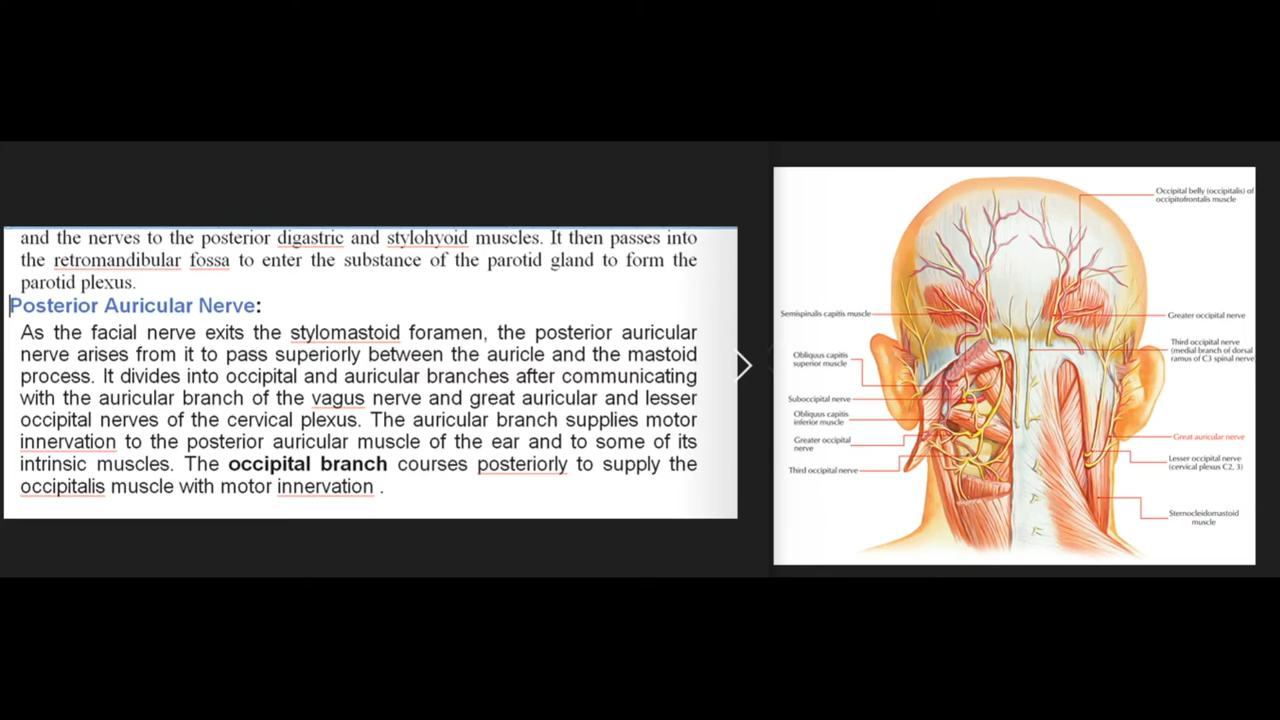 and the nerves to the posterior digastric and stylohyoid muscles. It then passes into
the retromandibular fossa to enter the substance of the parotid gland to form the
parotid plexus.
Posterior Auricular Nerve:
As the facial nerve exits the stylomastoid foramen, the posterior auricular
nerve arises from it to pass superiorly between the auricle and the mastoid
process. It divides into occipital and auricular branches after communicating
with the auricular branch of the vagus nerve and great auricular and lesser
occipital nerves of the cervical plexus. The auricular branch supplies motor
innervation to the posterior auricular muscle of the ear and to some of its
intrinsic muscles. The occipital branch courses posteriorly to supply the
occipitalis muscle with motor innervation .
Semispinalis capitis muscle
Obliquus capitis
superior muscle
Suboccipital nerve
Obliquus capitis
inferior muscle
Greater occipital
nerve
Third occipital nerve
Occipital belly (occipitalis) of
occipitofrontalis muscle
Greater occipital nerve
Third occipital nerve
(medial branch of dorsal
ramus of C3 spinal nerve
Great auricular nerve
Lesser occipital nerve
(cervical plexus C2, 3)
Sternocleidomastoid
muscle